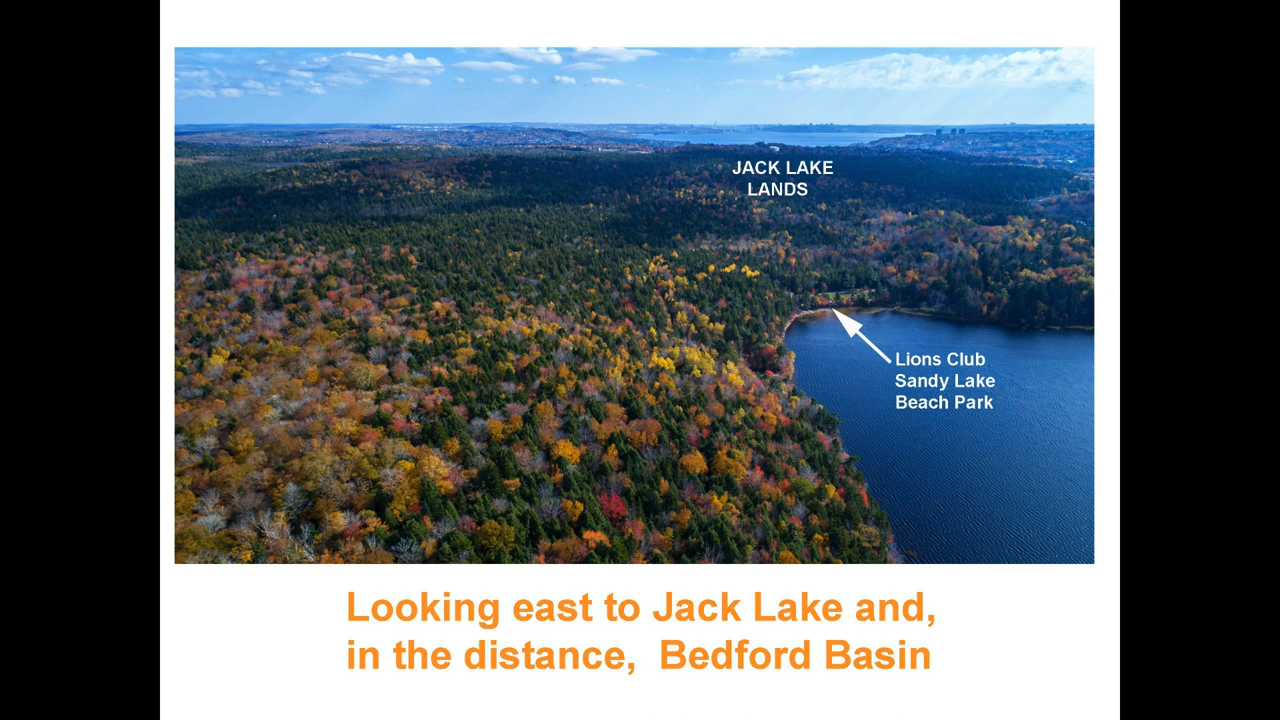 JACK LAKE
LANDS
Lions Club
Sandy Lake
Beach Park
Looking east to Jack Lake and,
in the distance, Bedford Basin